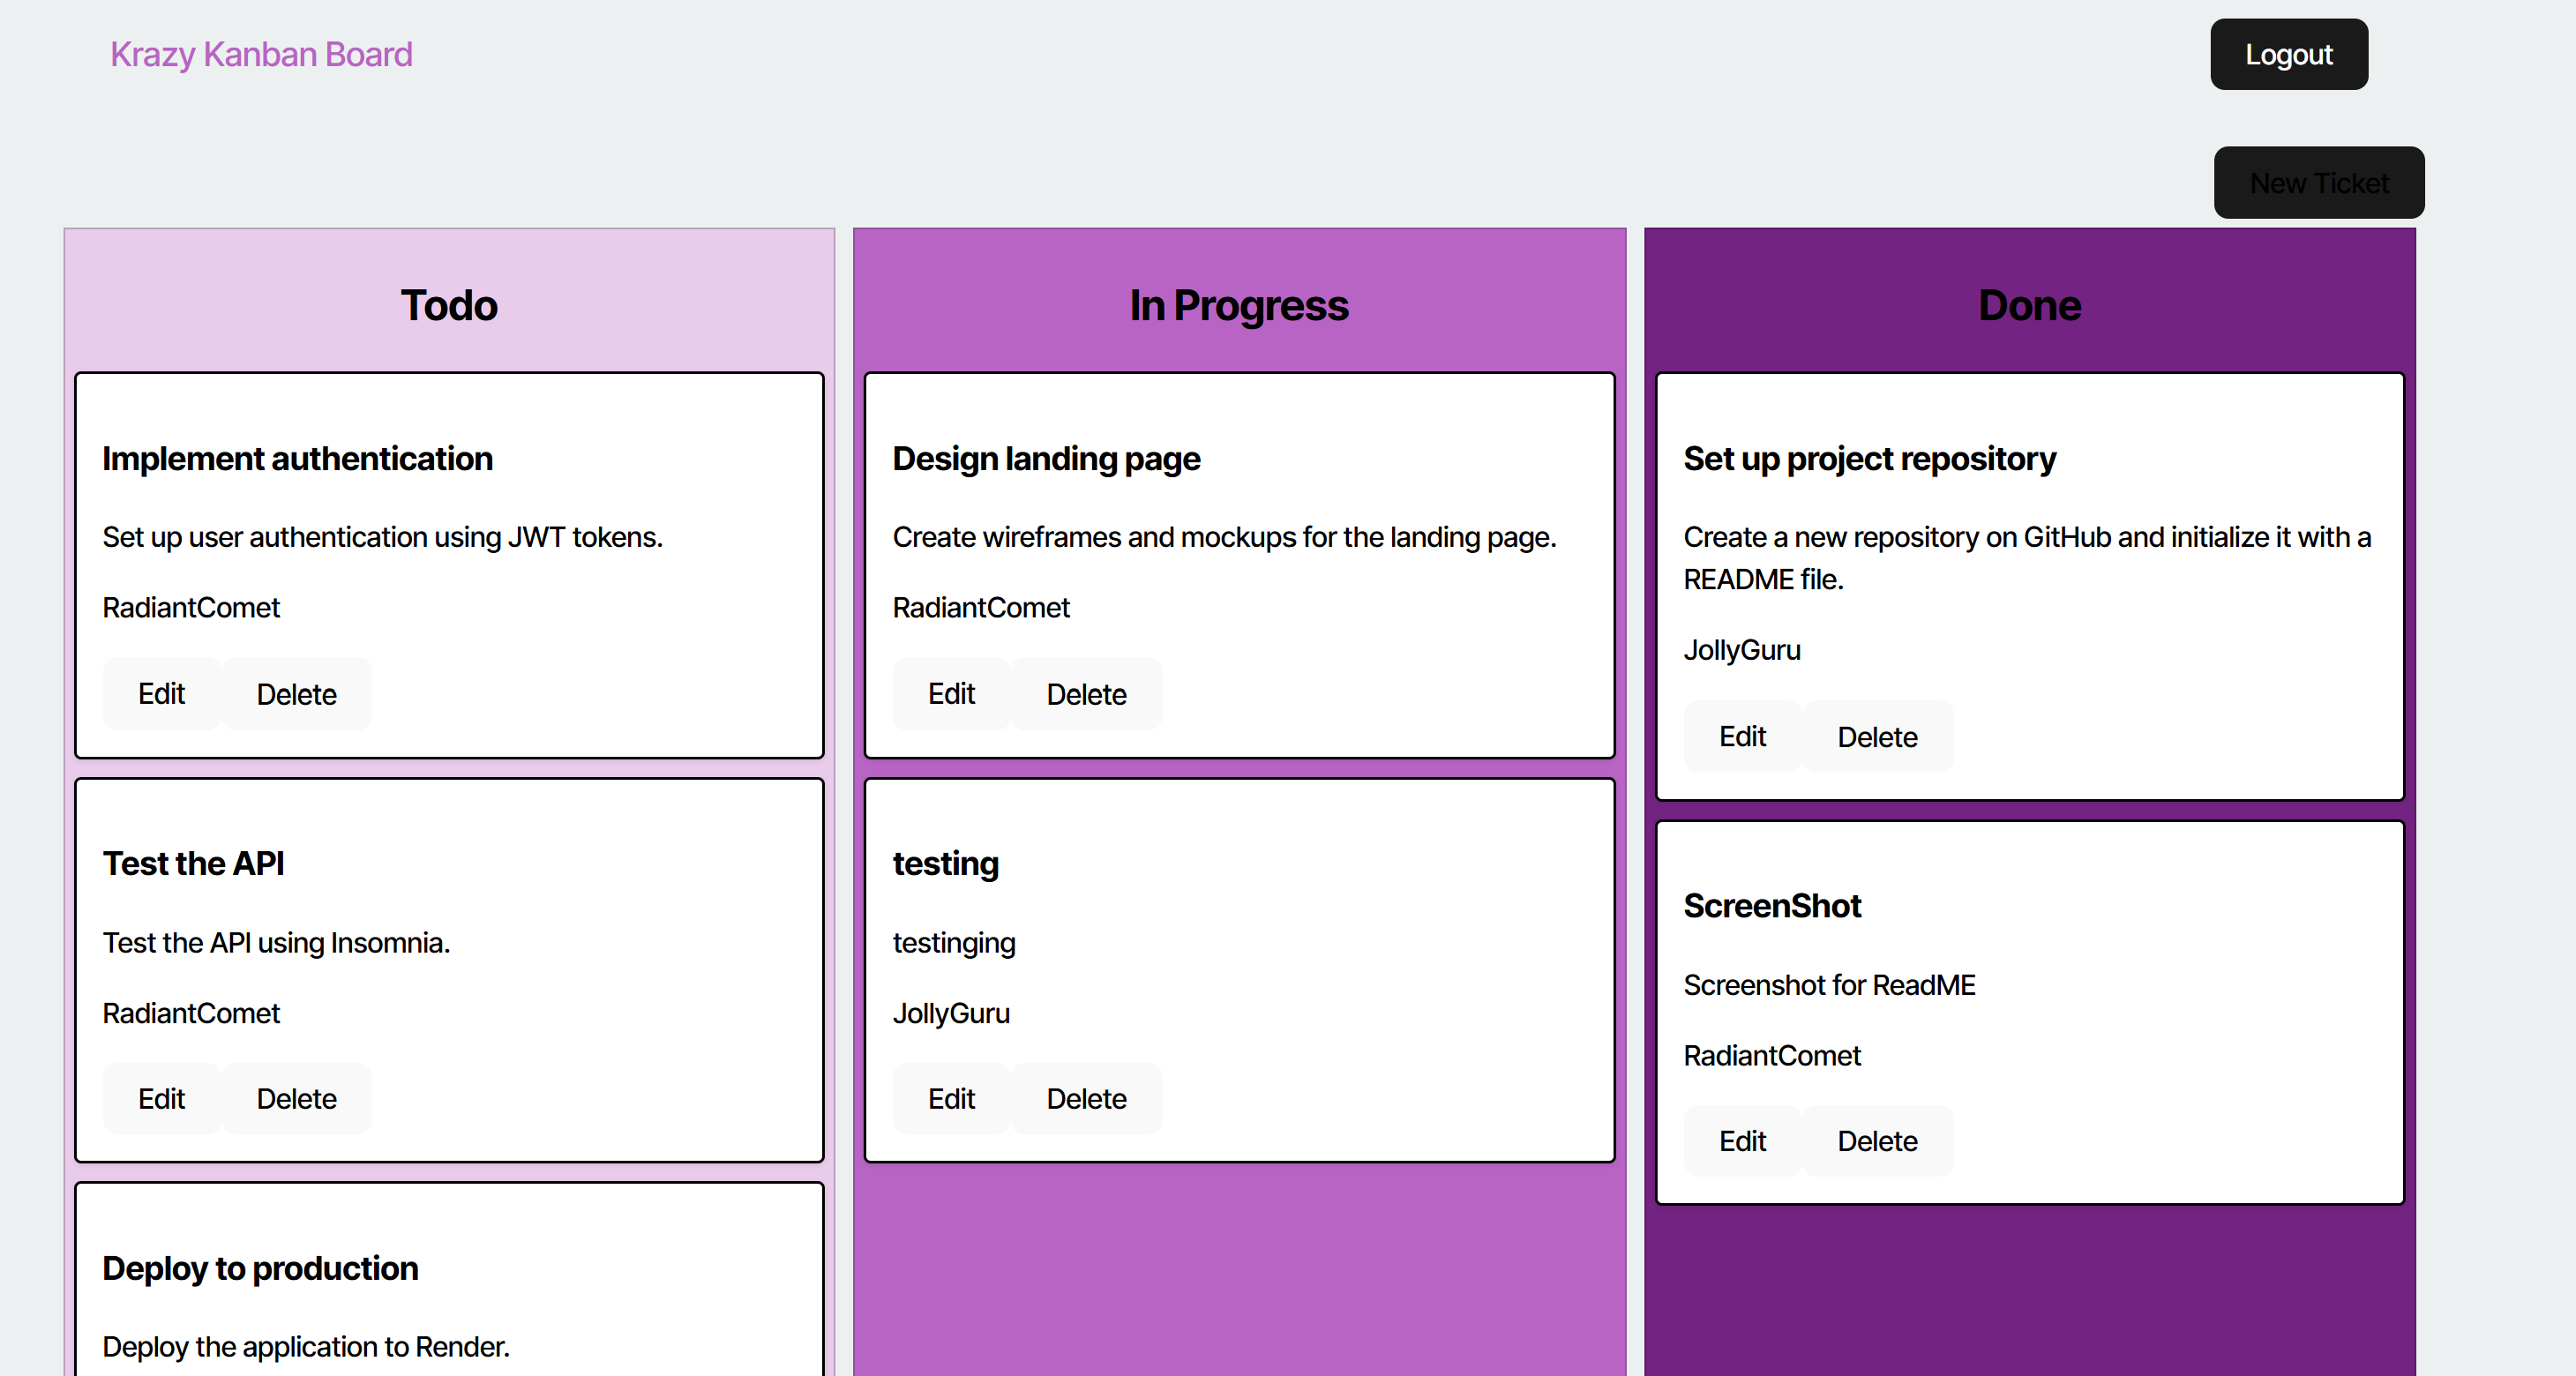 Krazy Kanban Board
Logout
New Ticket
Todo
Implement authentication
Set up user authentication using JWT tokens.
RadiantComet
Edit Delete
Test the API
Test the API using Insomnia.
RadiantComet
Edit Delete
Deploy to production
Deploy the application to Render.
In Progress
Design landing page
Create wireframes and mockups for the landing page.
RadiantComet
Edit Delete
testing
testinging
JollyGuru
Edit Delete
Done
Set up project repository
Create a new repository on GitHub and initialize it with a
README file.
JollyGuru
Edit Delete
ScreenShot
Screenshot for ReadME
RadiantComet
Edit Delete